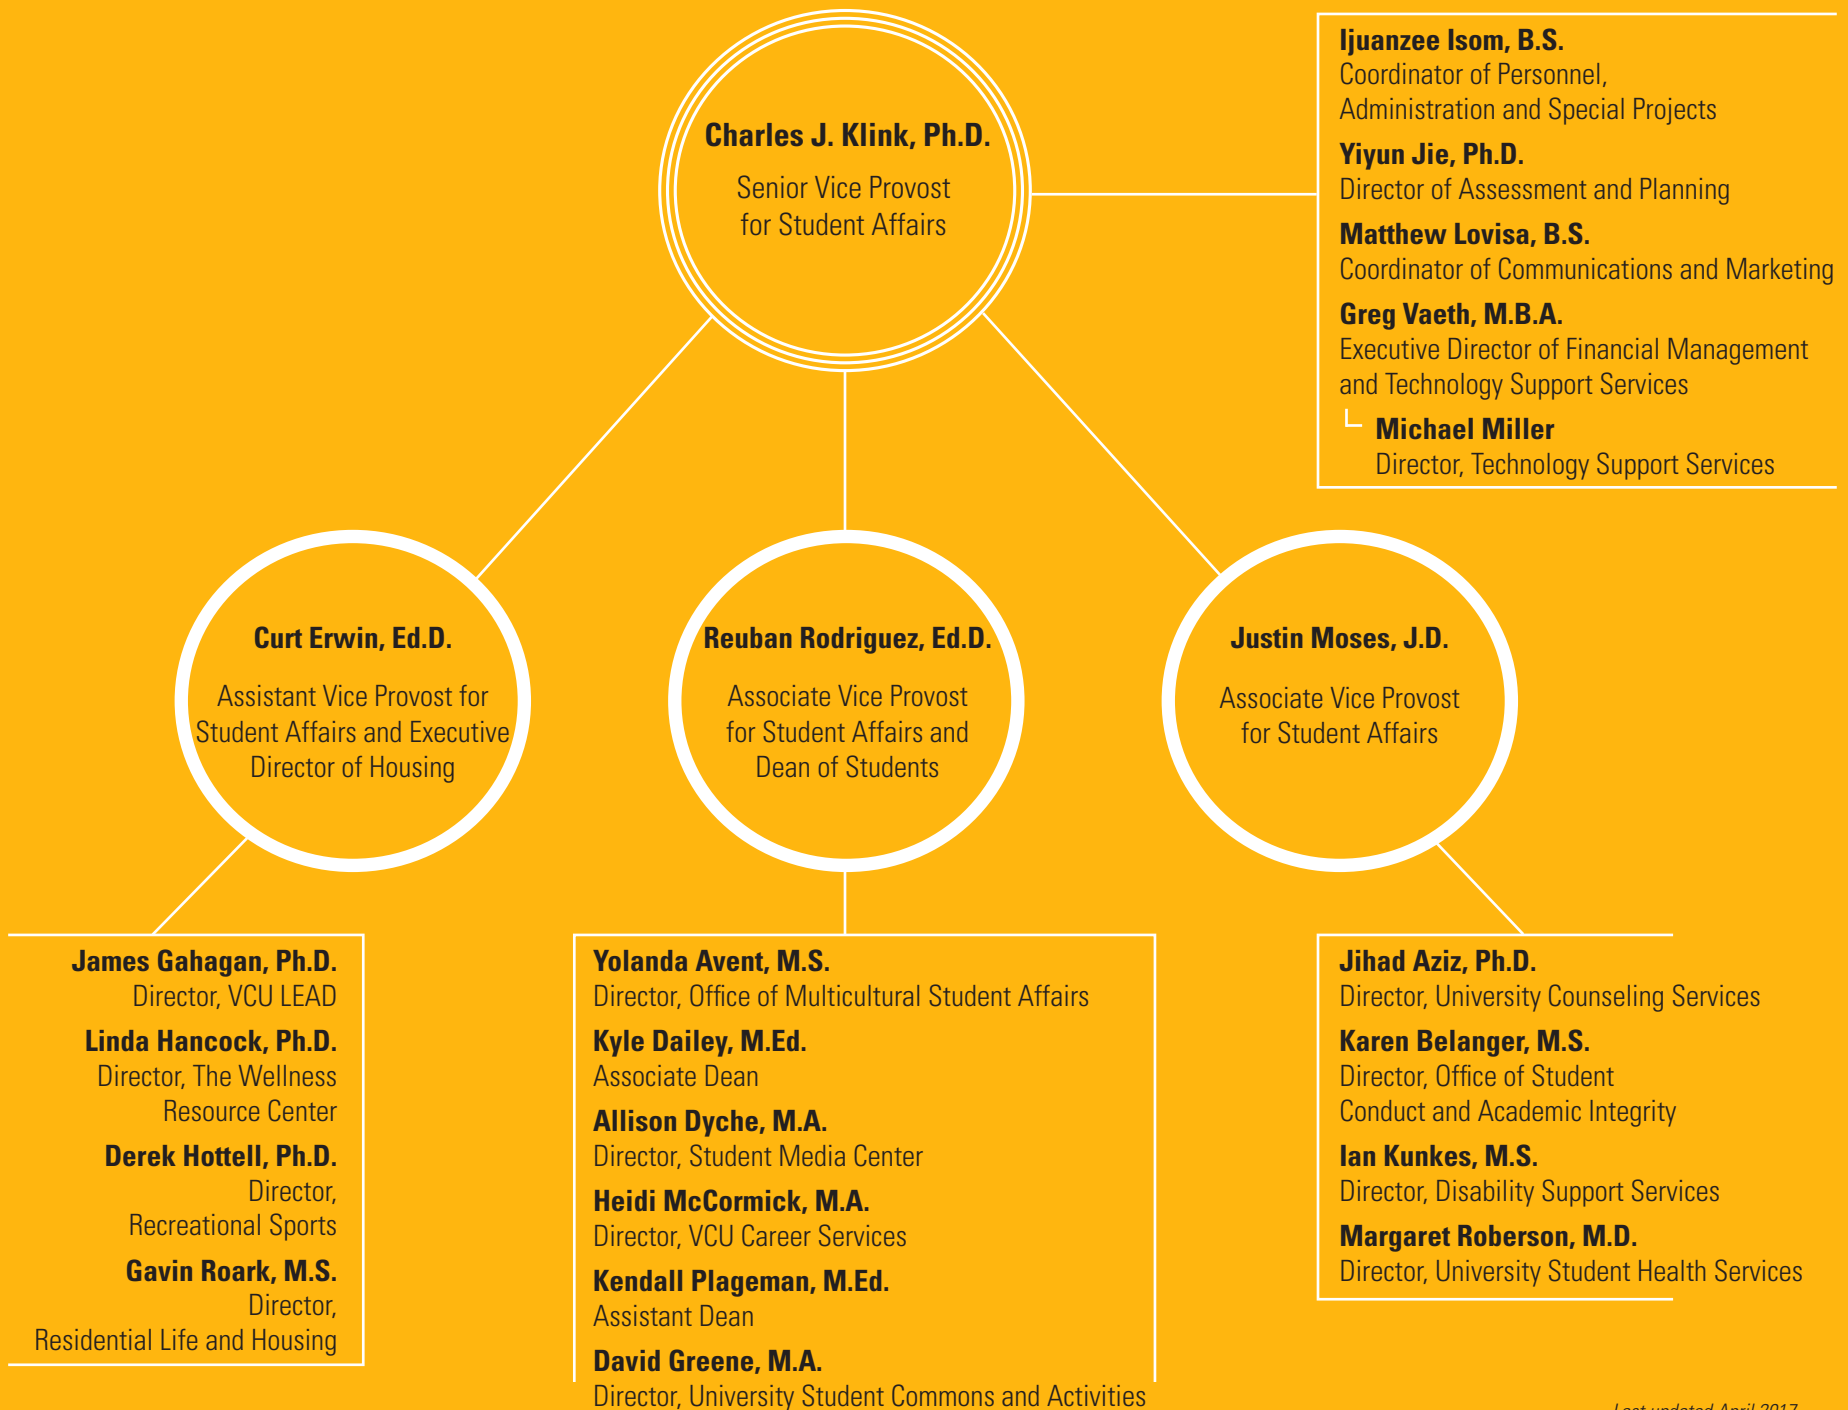 Charles J. Klink, Ph.D.
Senior Vice Provost
for Student Affairs
Ijuanzee Isom, B.S.
Coordinator of Personnel,
Administration and Special Projects
Yiyun Jie, Ph.D.
Director of Assessment and Planning
Matthew Lovisa, B.S.
Coordinator of Communications and Marketing
Greg Vaeth, M.B.A.
Executive Director of Financial Management
and Technology Support Services
Michael Miller
Director, Technology Support Services
Curt Erwin, Ed.D.
Assistant Vice Provost for
Student Affairs and Executive
Director of Housing
Reuban Rodriguez, Ed.D.
Associate Vice Provost
for Student Affairs and
Dean of Students
Justin Moses, J.D.
Associate Vice Provost
for Student Affairs
James Gahagan, Ph.D.
Director, VCU LEAD
Linda Hancock, Ph.D.
Director, The Wellness
Resource Center
Derek Hottell, Ph.D.
Director,
Recreational Sports
Gavin Roark, M.S.
Director,
Residential Life and Housing
Yolanda Avent, M.S.
Director, Office of Multicultural Student Affairs
Kyle Dailey, M.Ed.
Associate Dean
Allison Dyche, M.A.
Director, Student Media Center
Heidi McCormick, M.A.
Director, VCU Career Services
Kendall Plageman, M.Ed.
Assistant Dean
David Greene, M.A.
Director, University Student Commons and Activities
Jihad Aziz, Ph.D.
Director, University Counseling Services
Karen Belanger, M.S.
Director, Office of Student
Conduct and Academic Integrity
Ian Kunkes, M.S.
Director, Disability Support Services
Margaret Roberson, M.D.
Director, University Student Health Services
Last updated April 2017